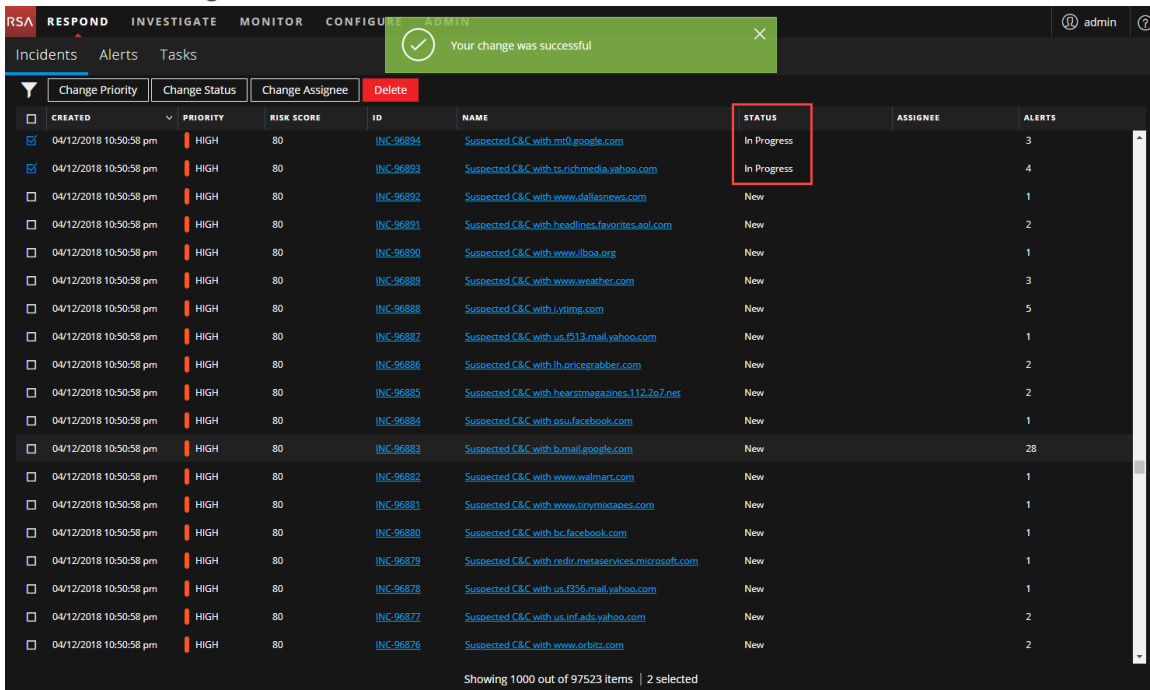 RSA RESPOND INVESTIGATE MONITOR CONFIGURE ADMIN admin
Your change was successful
Incidents Alerts Tasks
Change Priority Change Status Change Assignee Delete
CREATED PRIORITY RISK SCORE ID NAME STATUS ASSIGNEE ALERTS
04/12/2018 10:50:58 pm HIGH 80 INC-96894 Suspected C&C with mt0.google.com In Progress 3
04/12/2018 10:50:58 pm HIGH 80 INC-96893 Suspected C&C with ts.richmedia.yahoo.com In Progress 4
04/12/2018 10:50:58 pm HIGH 80 INC-96892 Suspected C&C with www.dallasnews.com New 1
04/12/2018 10:50:58 pm HIGH 80 INC-96891 Suspected C&C with headlines.favorites.aol.com New 2
04/12/2018 10:50:58 pm HIGH 80 INC-96890 Suspected C&C with www.ilboa.org New 1
04/12/2018 10:50:58 pm HIGH 80 INC-96889 Suspected C&C with www.weather.com New 3
04/12/2018 10:50:58 pm HIGH 80 INC-96888 Suspected C&C with i.ytimg.com New 5
04/12/2018 10:50:58 pm HIGH 80 INC-96887 Suspected C&C with us.f513.mail.yahoo.com New 1
04/12/2018 10:50:58 pm HIGH 80 INC-96886 Suspected C&C with lh.pricegrabber.com New 2
04/12/2018 10:50:58 pm HIGH 80 INC-96885 Suspected C&C with hearstmagazines.112.2o7.net New 2
04/12/2018 10:50:58 pm HIGH 80 INC-96884 Suspected C&C with psu.facebook.com New 1
04/12/2018 10:50:58 pm HIGH 80 INC-96883 Suspected C&C with b.mail.google.com New 28
04/12/2018 10:50:58 pm HIGH 80 INC-96882 Suspected C&C with www.walmart.com New 1
04/12/2018 10:50:58 pm HIGH 80 INC-96881 Suspected C&C with www.tinymixtapes.com New 1
04/12/2018 10:50:58 pm HIGH 80 INC-96880 Suspected C&C with bc.facebook.com New 1
04/12/2018 10:50:58 pm HIGH 80 INC-96879 Suspected C&C with redir.metaservices.microsoft.com New 1
04/12/2018 10:50:58 pm HIGH 80 INC-96878 Suspected C&C with us.f356.mail.yahoo.com New 1
04/12/2018 10:50:58 pm HIGH 80 INC-96877 Suspected C&C with us.inf.ads.yahoo.com New 2
04/12/2018 10:50:58 pm HIGH 80 INC-96876 Suspected C&C with www.orbitz.com New 2
Showing 1000 out of 97523 items | 2 selected